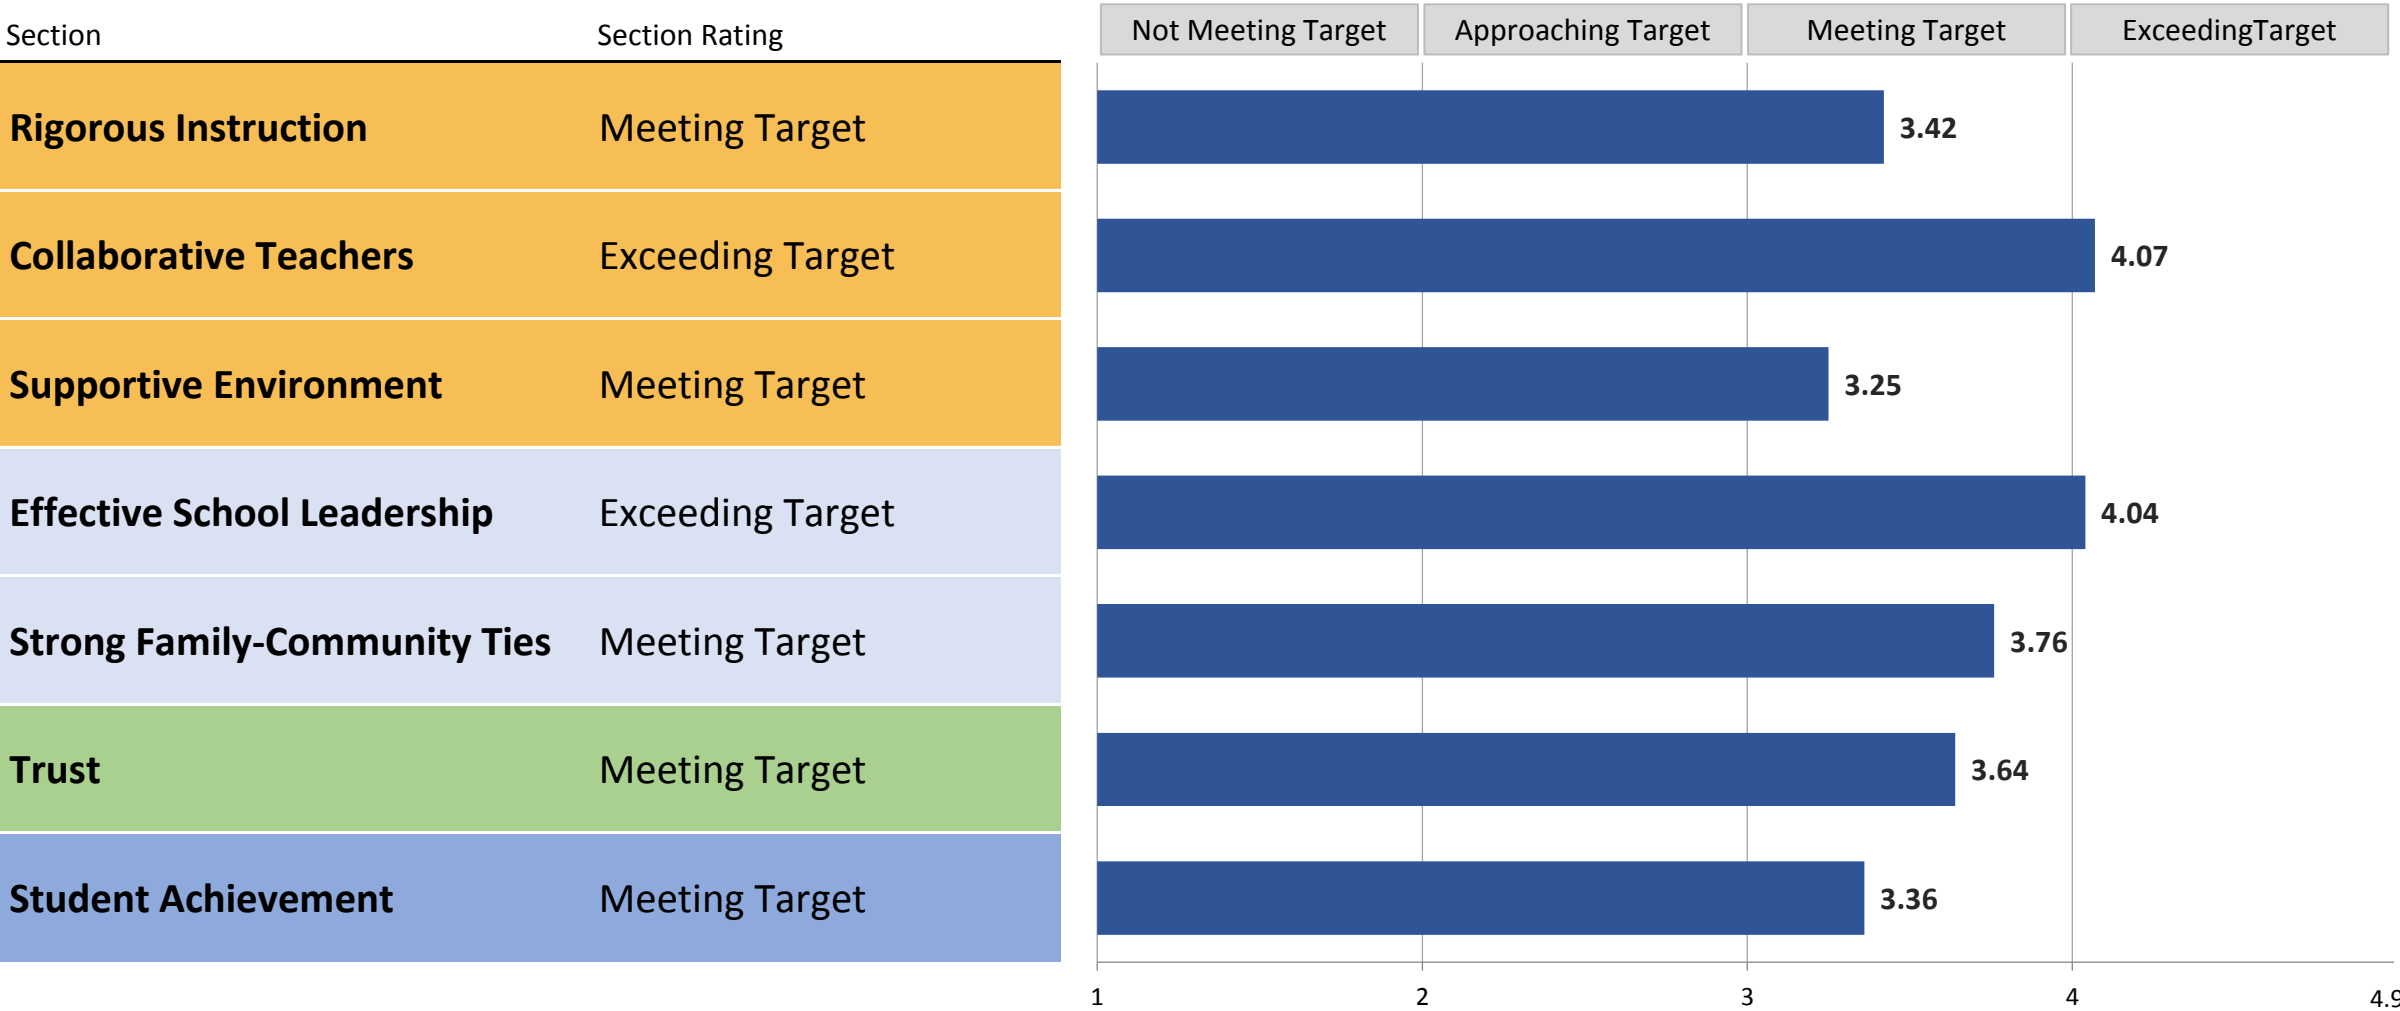 Section Section Rating Not Meeting Target Approaching Target Meeting Target ExceedingTarget
Rigorous Instruction Meeting Target 3.42
Collaborative Teachers Exceeding Target 4.07
Supportive Environment Meeting Target 3.25
Effective School Leadership Exceeding Target 4.04
Strong Family-Community Ties Meeting Target 3.76
Trust Meeting Target 3.64
Student Achievement Meeting Target 3.36
1 2 3 4 4.9